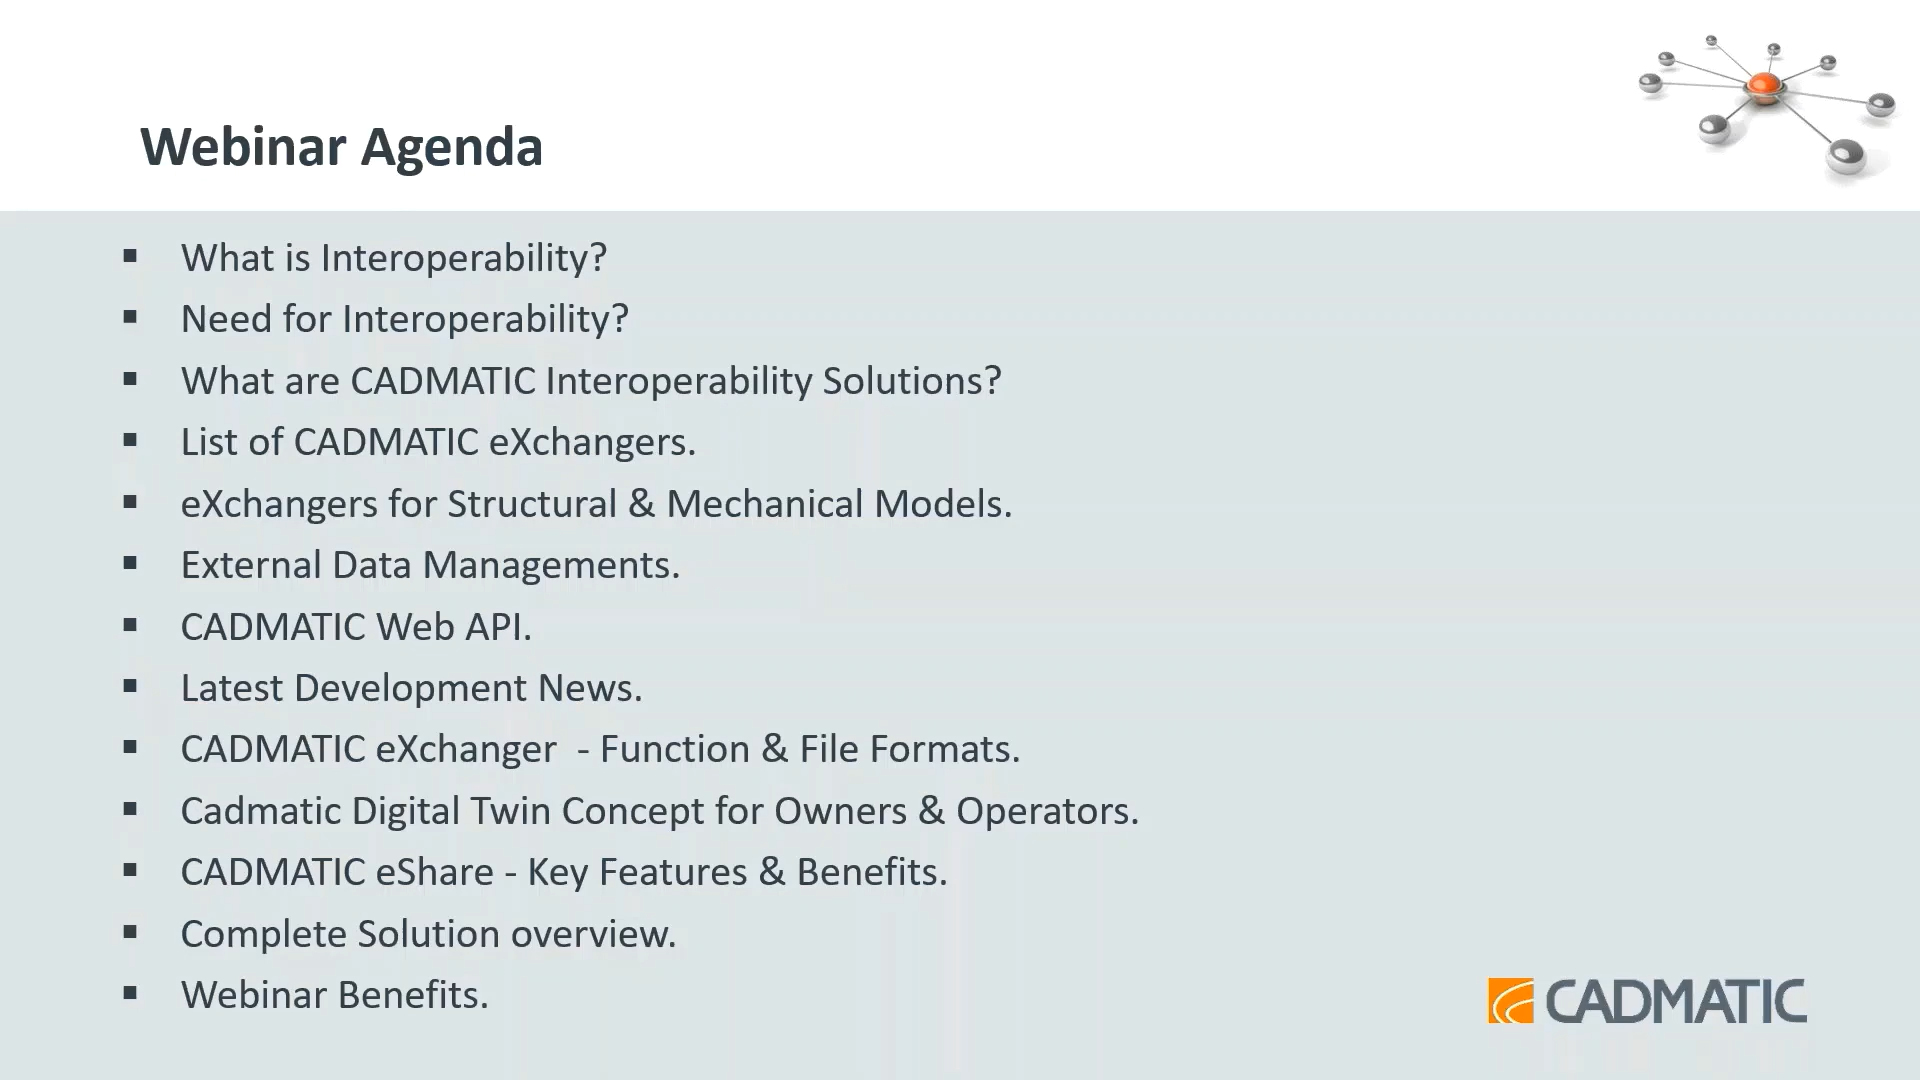 Webinar Agenda
▪ What is Interoperability?
▪ Need for Interoperability?
▪ What are CADMATIC Interoperability Solutions?
▪ List of CADMATIC eXchangers.
▪ eXchangers for Structural & Mechanical Models.
▪ External Data Managements.
▪ CADMATIC Web API.
▪ Latest Development News.
▪ CADMATIC eXchanger  - Function & File Formats.
▪ Cadmatic Digital Twin Concept for Owners & Operators.
▪ CADMATIC eShare - Key Features & Benefits.
▪ Complete Solution overview.
▪ Webinar Benefits.
CADMATIC